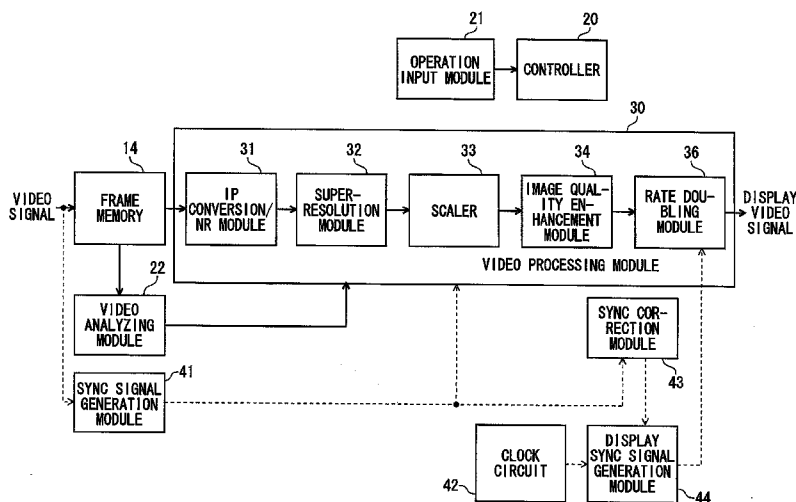 21
20
OPERATION
INPUT MODULE
CONTROLLER
30
14
31
32
33
34
36
VIDEO
SIGNAL
FRAME
MEMORY
IP
CONVERSION/
NR MODULE
SUPER-
RESOLUTION
MODULE
SCALER
IMAGE QUAL-
ITY EN-
HANCEMENT
MODULE
RATE DOU-
BLING
MODULE
DISPLAY
VIDEO
SIGNAL
VIDEO PROCESSING MODULE
22
VIDEO
ANALYZING
MODULE
SYNC COR-
RECTION
MODULE
43
41
SYNC SIGNAL
GENERATION
MODULE
CLOCK
CIRCUIT
42
DISPLAY
SYNC SIGNAL
GENERATION
MODULE
44